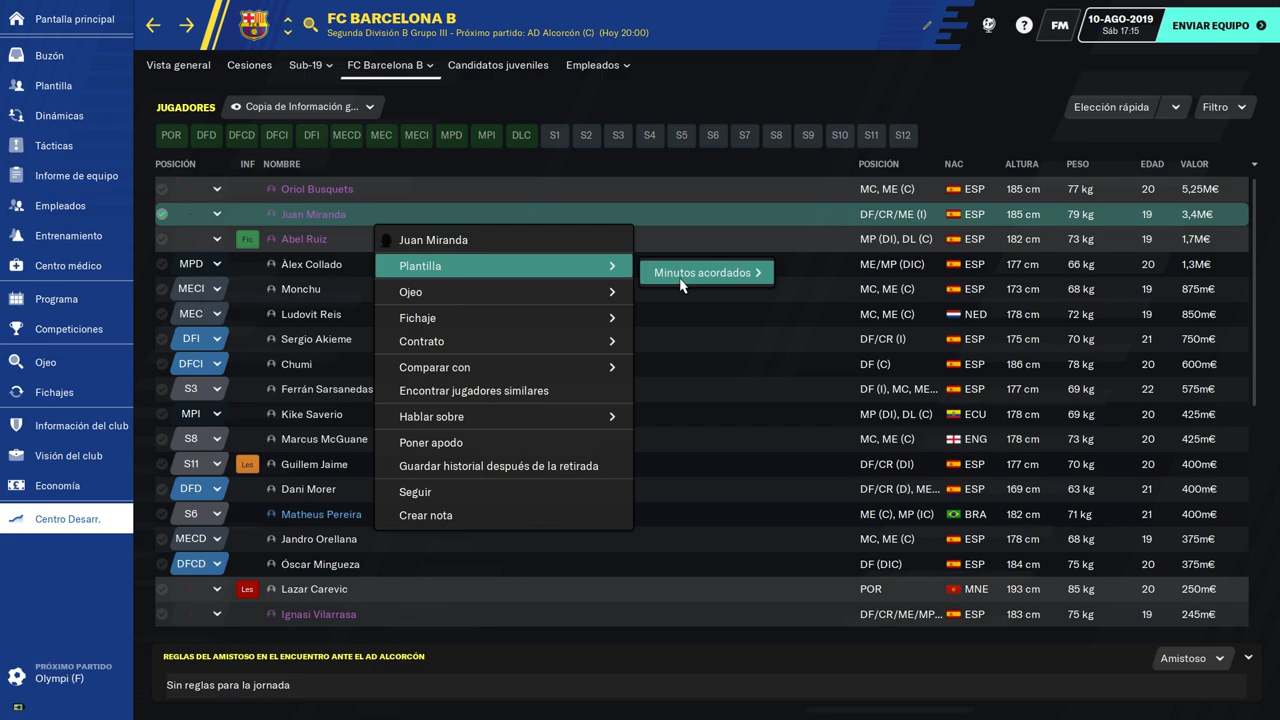 Pantalla principal
FC BARCELONA B
Segunda División B Grupo III - Próximo partido: AD Alcorcón (C) (Hoy 20:00)
?
FM
10-AGO-2019
Sáb 17:15
ENVIAR EQUIPO
Buzón
Plantilla
Dinámicas
Tácticas
Informe de equipo
Empleados
Entrenamiento
Centro médico
Programa
Competiciones
Ojeo
Fichajes
Información del club
Visión del club
Economía
Centro Desarr.
PRÓXIMO PARTIDO
Olympi (F)
Vista general Cesiones Sub-19 FC Barcelona B Candidatos juveniles Empleados
JUGADORES Copia de Información g... Elección rápida Filtro
POR DFD DFCD DFCI DFI MECD MEC MECI MPD MPI DLC S1 S2 S3 S4 S5 S6 S7 S8 S9 S10 S11 S12
POSICIÓN INF NOMBRE POSICIÓN NAC ALTURA PESO EDAD VALOR
Oriol Busquets MC, ME (C) ESP 185 cm 77 kg 20 5,25M€
Juan Miranda DF/CR/ME (I) ESP 185 cm 79 kg 19 3,4M€
Fic Abel Ruiz MP (DI), DL (C) ESP 182 cm 73 kg 19 1,7M€
MPD Àlex Collado ME/MP (DIC) ESP 177 cm 66 kg 20 1,3M€
MECI Monchu MC, ME (C) ESP 173 cm 68 kg 19 875m€
MEC Ludovit Reis MC, ME (C) NED 178 cm 72 kg 19 850m€
DFI Sergio Akieme DF/CR (I) ESP 175 cm 70 kg 21 750m€
DFCI Chumi DF (C) ESP 186 cm 78 kg 20 600m€
S3 Ferrán Sarsanedas DF (I), MC, ME... ESP 177 cm 69 kg 22 575m€
MPI Kike Saverio MP (DI), DL (C) ECU 178 cm 69 kg 20 425m€
S8 Marcus McGuane MC, ME (C) ENG 178 cm 73 kg 20 425m€
S11 Les Guillem Jaime DF/CR (DI) ESP 177 cm 70 kg 20 400m€
DFD Dani Morer DF/CR (D), ME... ESP 169 cm 63 kg 21 400m€
S6 Matheus Pereira ME (C), MP (IC) BRA 182 cm 71 kg 21 400m€
MECD Jandro Orellana MC, ME (C) ESP 178 cm 73 kg 19 375m€
DFCD Óscar Mingueza DF (DIC) ESP 184 cm 75 kg 20 375m€
Les Lazar Carevic POR MNE 193 cm 85 kg 20 250m€
Ignasi Vilarrasa DF/CR/ME/MP... ESP 183 cm 75 kg 19 245m€
Juan Miranda
Plantilla
Minutos acordados
Ojeo
Fichaje
Contrato
Comparar con
Encontrar jugadores similares
Hablar sobre
Poner apodo
Guardar historial después de la retirada
Seguir
Crear nota
REGLAS DEL AMISTOSO EN EL ENCUENTRO ANTE EL AD ALCORCÓN
Amistoso
Sin reglas para la jornada